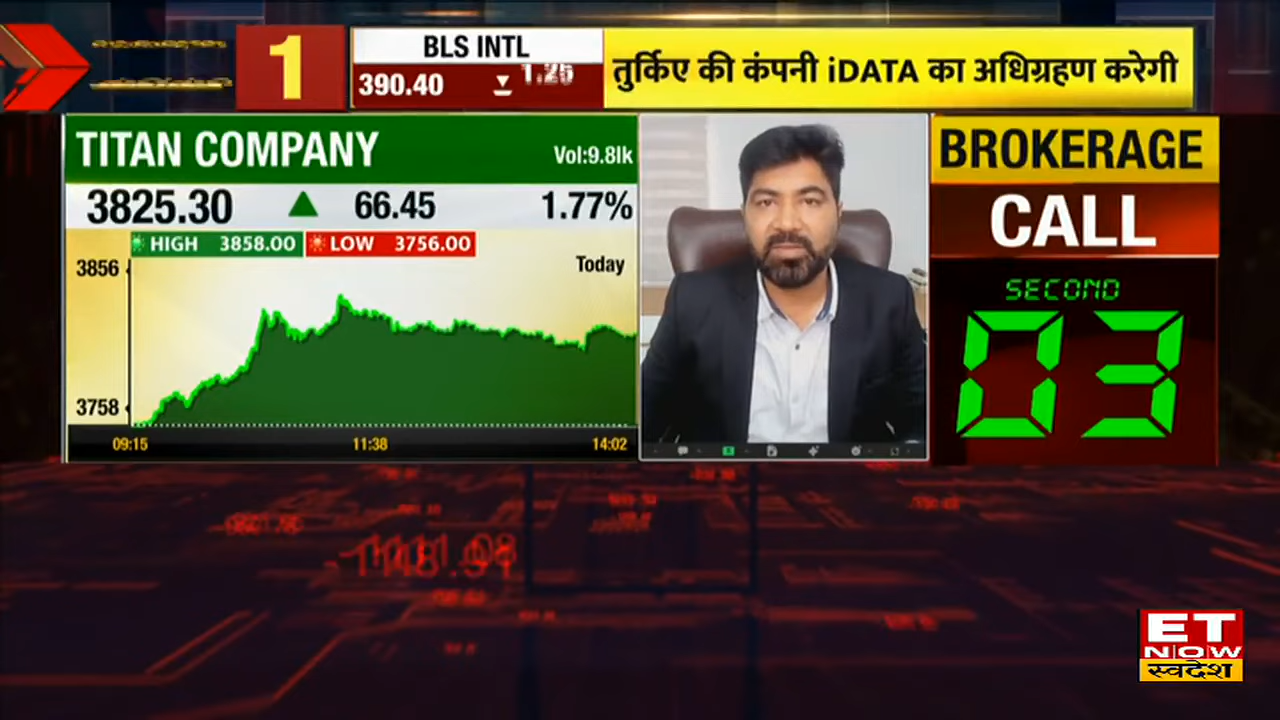 1
BLS INTL
390.40 1.25
तुर्किए की कंपनी iDATA का अधिग्रहण करेगी
TITAN COMPANY Vol:9.8lk
3825.30 66.45 1.77%
HIGH 3858.00 LOW 3756.00
Today
3856
3758
09:15 11:38 14:02
BROKERAGE
CALL
SECOND
03
ET
NOW
स्वदेश